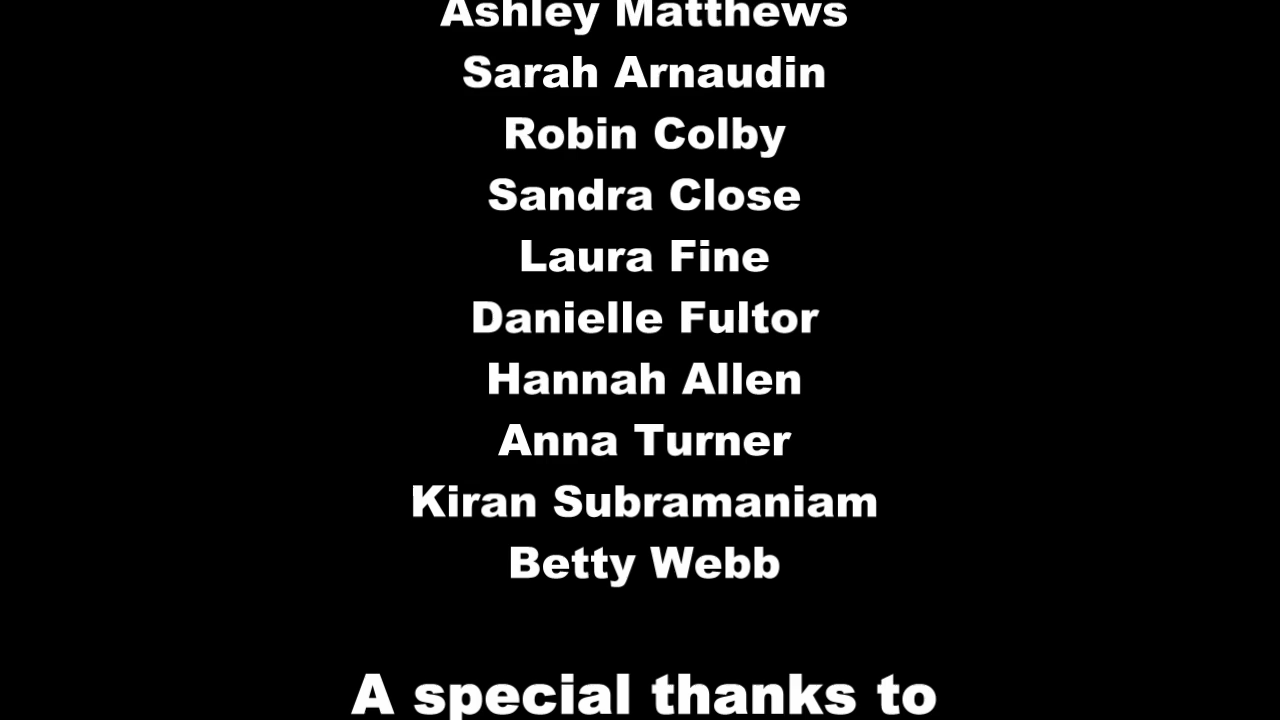 Ashley Matthews
Sarah Arnaudin
Robin Colby
Sandra Close
Laura Fine
Danielle Fultor
Hannah Allen
Anna Turner
Kiran Subramaniam
Betty Webb
A special thanks to